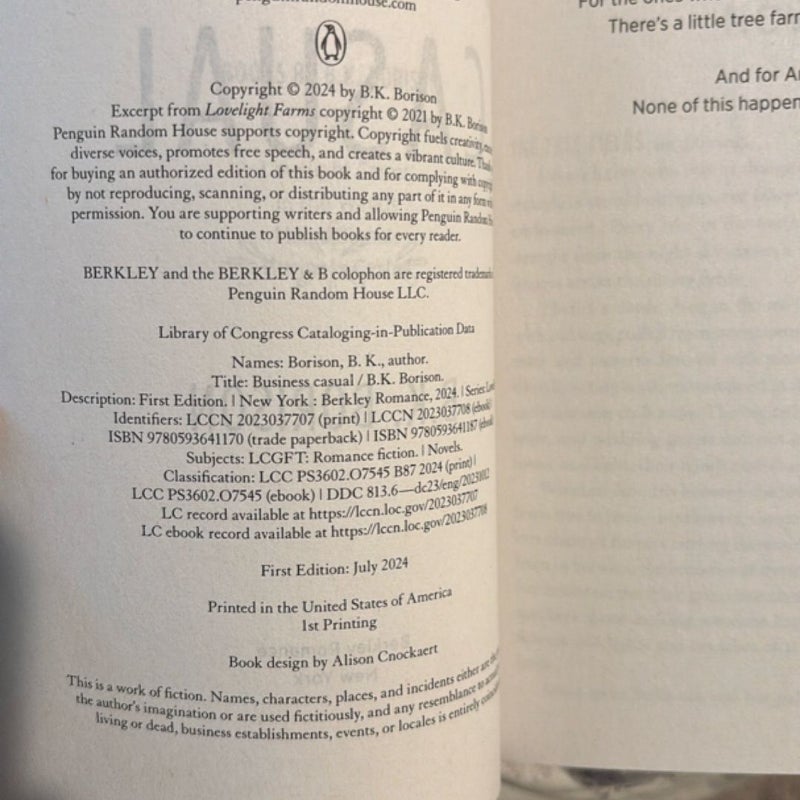 penguinrandomhouse.com
Copyright © 2024 by B.K. Borison
Excerpt from Lovelight Farms copyright © 2021 by B.K. Borison
Penguin Random House supports copyright. Copyright fuels creativity,
diverse voices, promotes free speech, and creates a vibrant culture.
for buying an authorized edition of this book and for complying with
by not reproducing, scanning, or distributing any part of it in any form
permission. You are supporting writers and allowing Penguin Random
to continue to publish books for every reader.
BERKLEY and the BERKLEY & B colophon are registered
Penguin Random House LLC.
Library of Congress Cataloging-in-Publication Data
Names: Borison, B. K., author.
Title: Business casual / B.K. Borison.
Description: First Edition. | New York : Berkley Romance, 2024. | Series:
Identifiers: LCCN 2023037707 (print) | LCCN 2023037708 (ebook)
ISBN 9780593641170 (trade paperback) | ISBN 9780593641187
Subjects: LCGFT: Romance fiction. | Novels.
Classification: LCC PS3602.O7545 B87 2024 (print) |
LCC PS3602.O7545 (ebook) | DDC 813.6—dc23/eng/20231002
LC record available at https://lccn.loc.gov/2023037707
LC ebook record available at https://lccn.loc.gov/2023037708
First Edition: July 2024
Printed in the United States of America
1st Printing
Book design by Alison Cnockaert
This is a work of fiction. Names, characters, places, and incidents either are
the author's imagination or are used fictitiously, and any resemblance to
living or dead, business establishments, events, or locales is entirely
For the ones
There's a little tree
And for
None of this